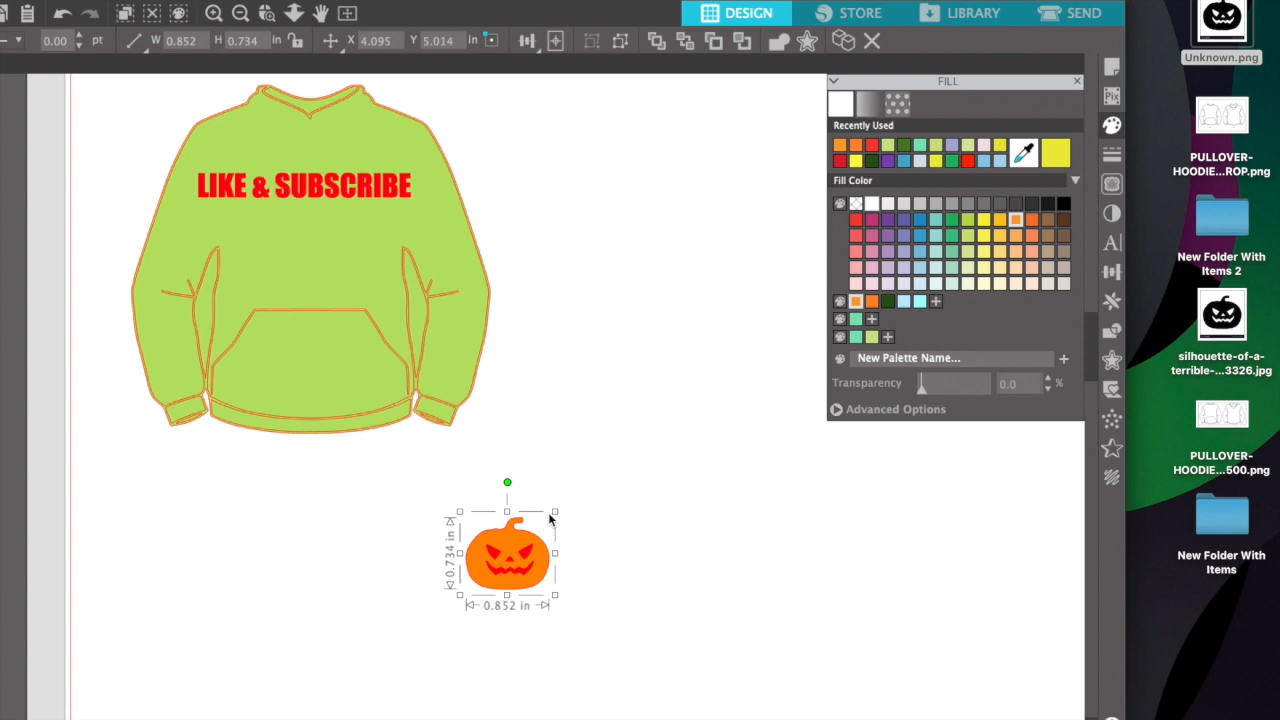 DESIGN STORE LIBRARY SEND
0.00 pt W 0.852 H 0.734 in X 4.095 Y 5.014 in
FILL
Recently Used
Fill Color
New Palette Name...
Transparency 0.0 %
Advanced Options
LIKE & SUBSCRIBE
0.734 in
0.852 in
Unknown.png
PULLOVER-
HOODIE...ROP.png
New Folder With
Items 2
silhouette-of-a-
terrible-...3326.jpg
PULLOVER-
HOODIE...500.png
New Folder With
Items
Pix
A